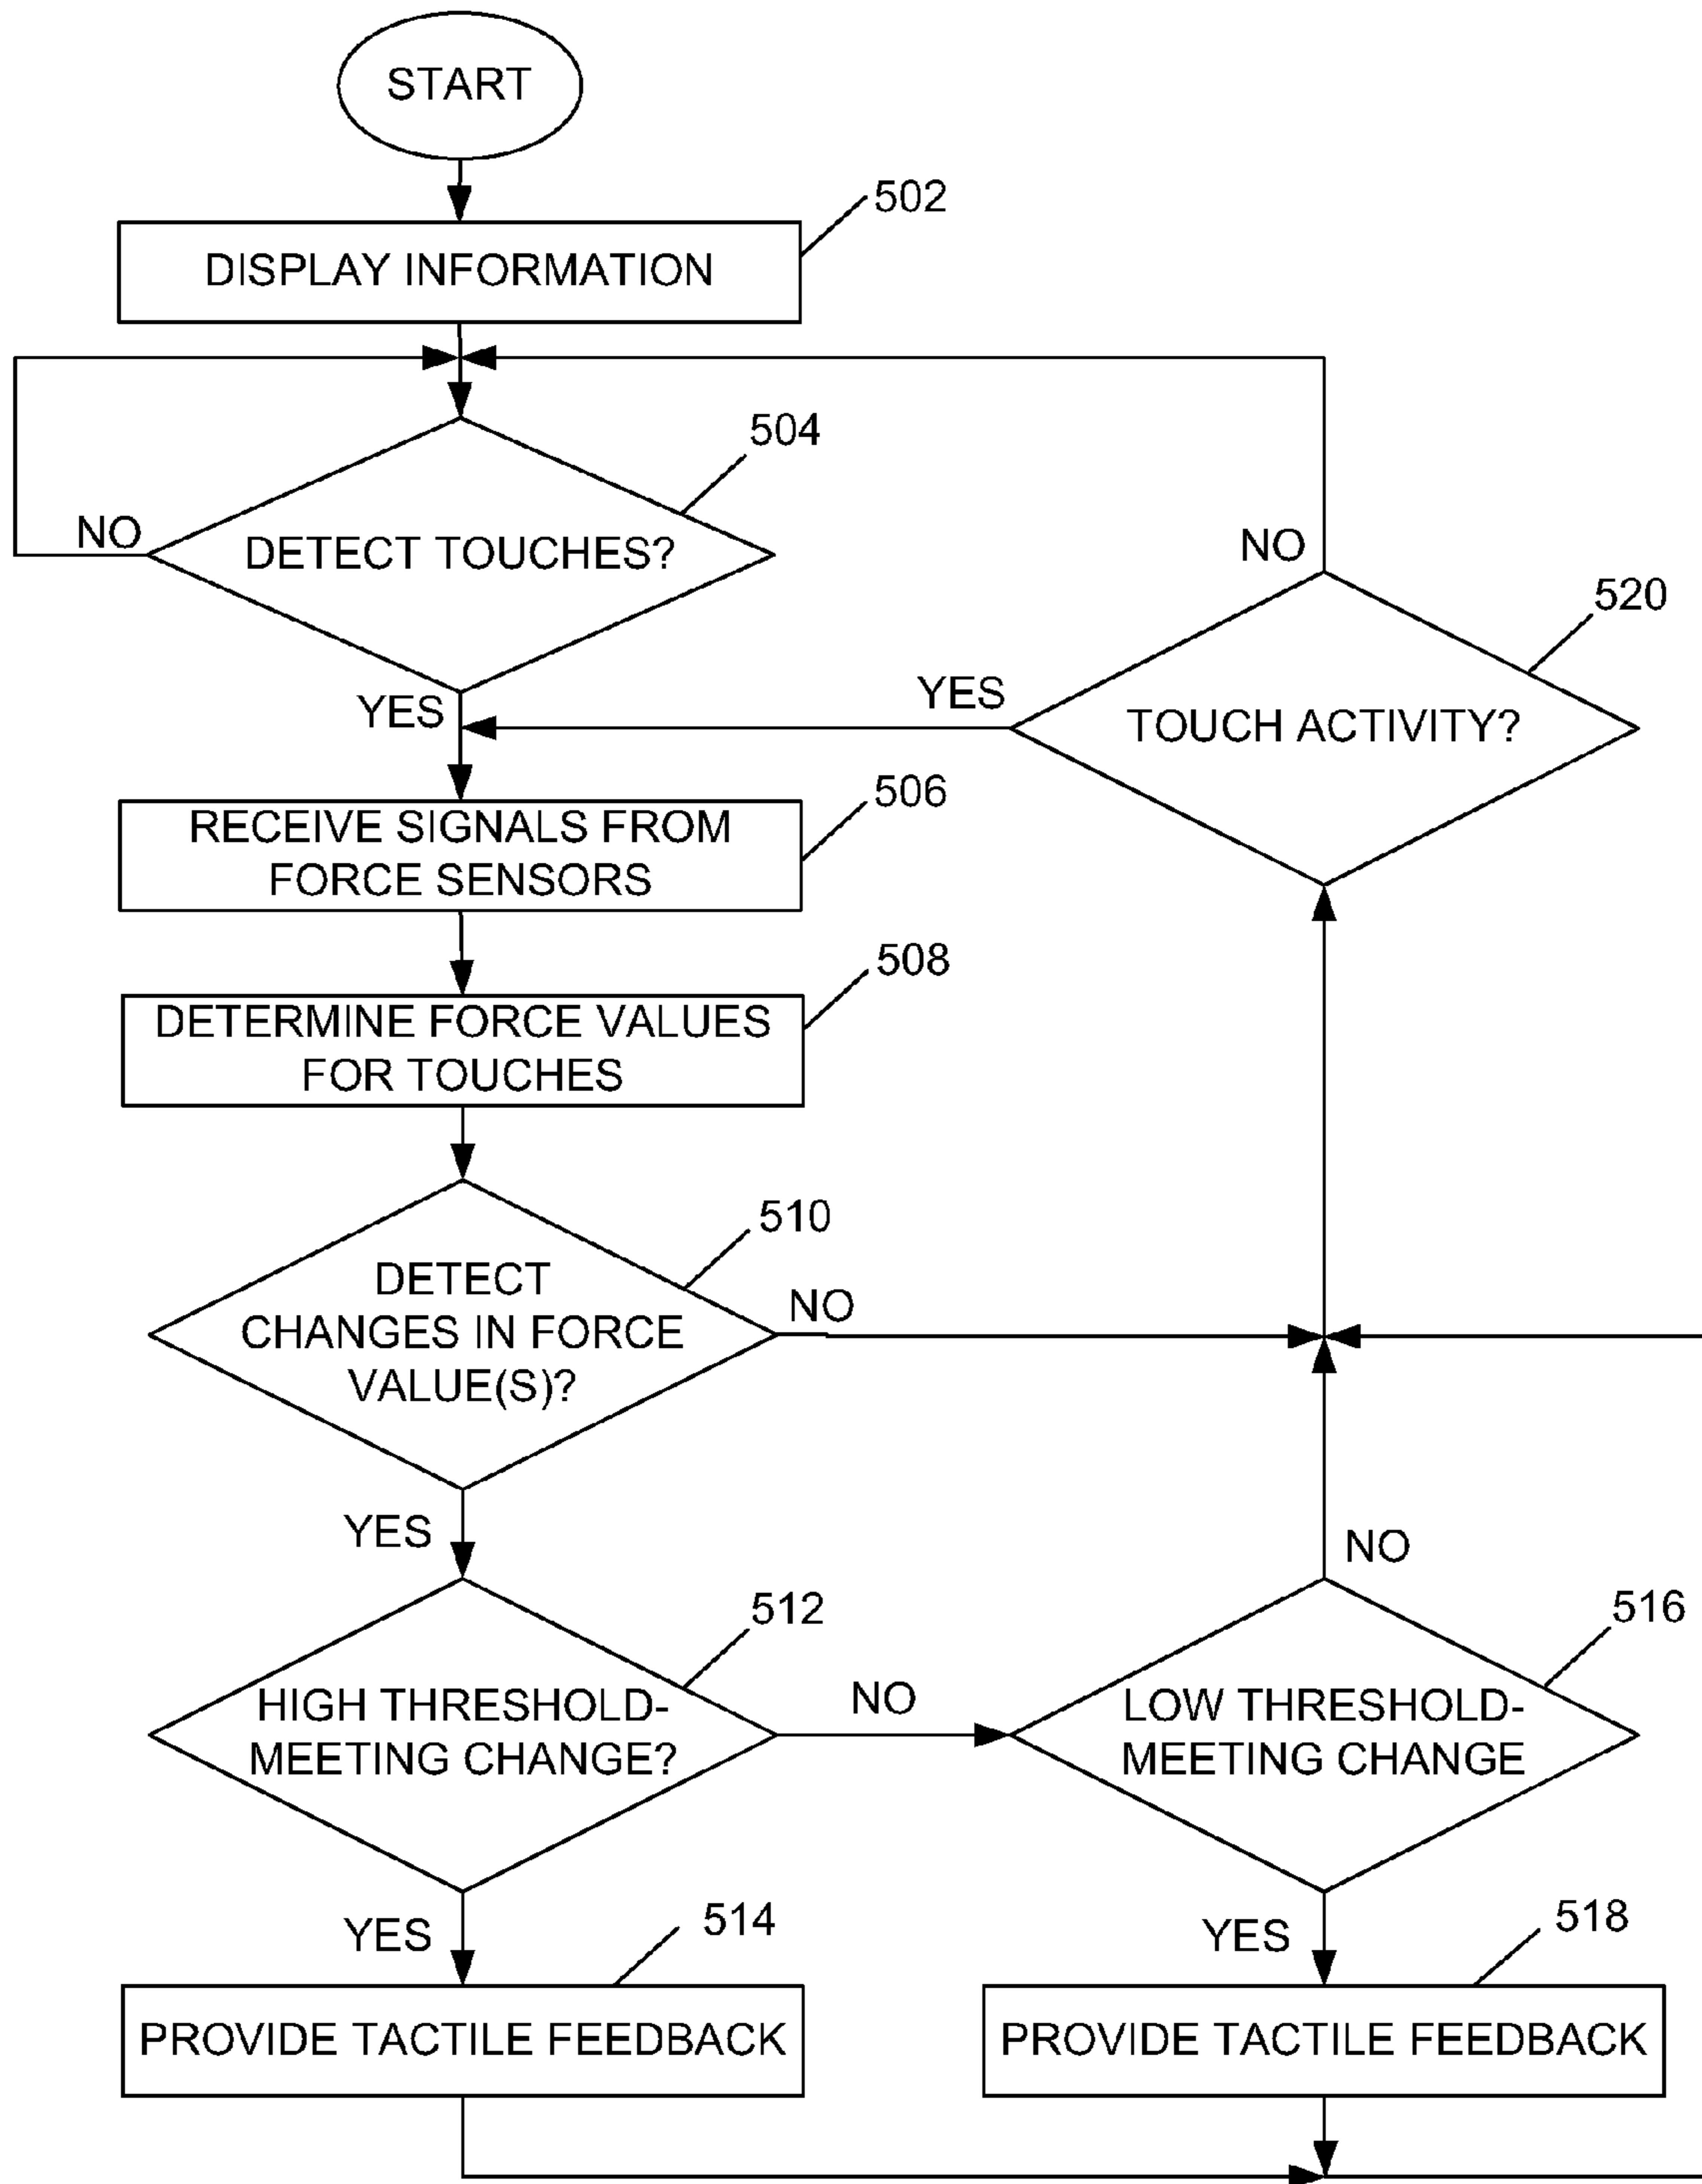 START
502
DISPLAY INFORMATION
504
NO
DETECT TOUCHES?
NO
520
YES
YES
TOUCH ACTIVITY?
506
RECEIVE SIGNALS FROM
FORCE SENSORS
508
DETERMINE FORCE VALUES
FOR TOUCHES
510
DETECT
CHANGES IN FORCE
VALUE(S)?
NO
YES
NO
512
516
HIGH THRESHOLD-
MEETING CHANGE?
NO
LOW THRESHOLD-
MEETING CHANGE
YES
514
YES
518
PROVIDE TACTILE FEEDBACK
PROVIDE TACTILE FEEDBACK